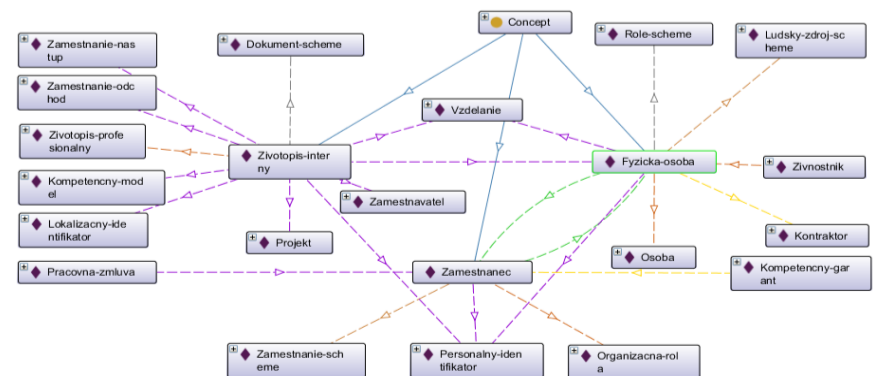 Concept
Zamestnanie-nas
tup
Dokument-scheme
Role-scheme
Ludsky-zdroj-sc
heme
Zamestnanie-odc
hod
Vzdelanie
Zivotopis-profe
sionalny
Zivotopis-inter
ny
Fyzicka-osoba
Zivnostnik
Kompetencny-mod
el
Zamestnavatel
Lokalizacny-ide
ntifikator
Projekt
Osoba
Kontraktor
Pracovna-zmluva
Zamestnanec
Kompetencny-gar
ant
Zamestnanie-sch
eme
Personalny-iden
tifikator
Organizacna-rol
a